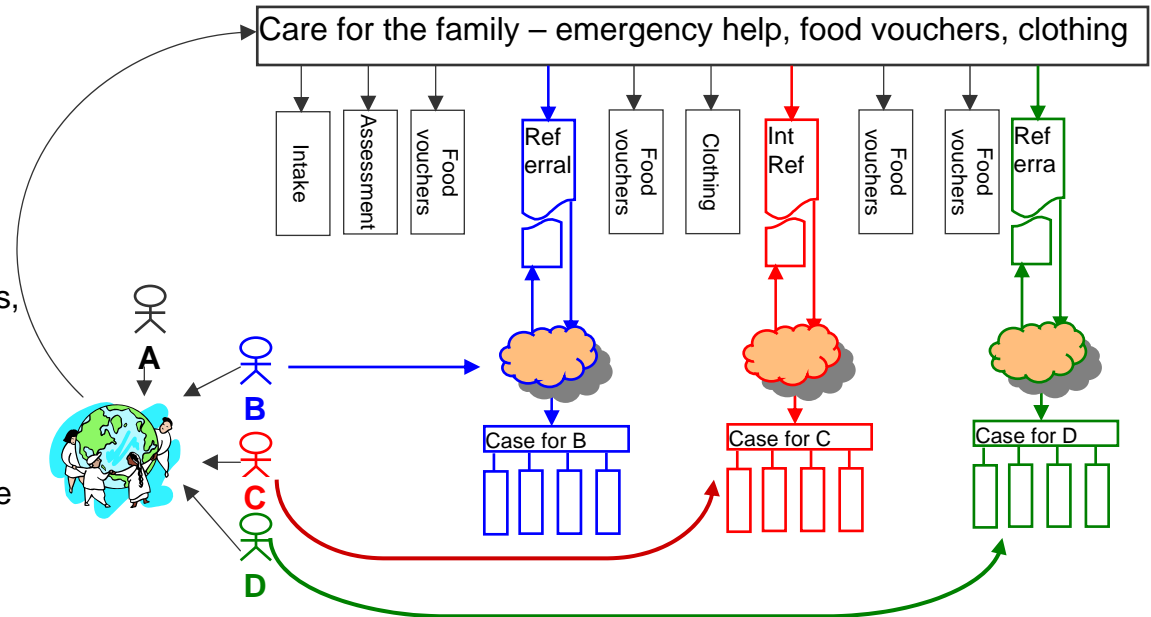 Care for the family – emergency help, food vouchers, clothing
Intake
Assessment
Food
vouchers
Ref
erral
Food
vouchers
Clothing
Int
Ref
Food
vouchers
Food
vouchers
Ref
erra
s,
A
B
C
D
e
Case for B
Case for C
Case for D